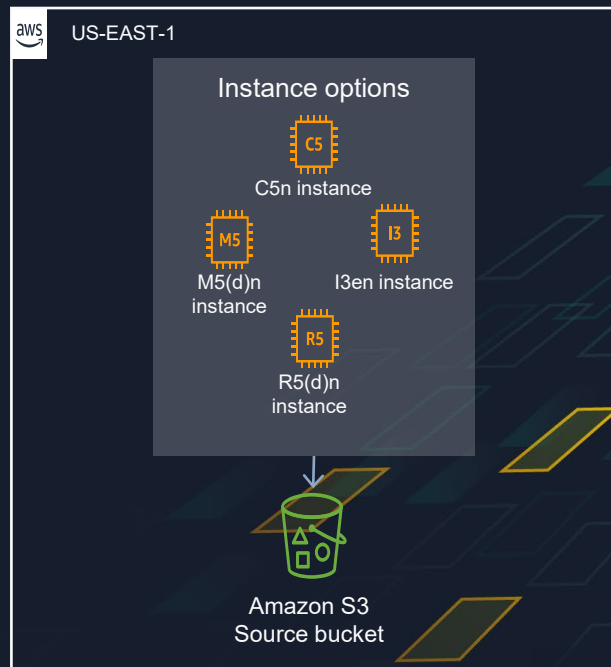 aws
US-EAST-1
Instance options
C5
C5n instance
M5
I3
M5(d)n
instance
I3en instance
R5
R5(d)n
instance
Amazon S3
Source bucket